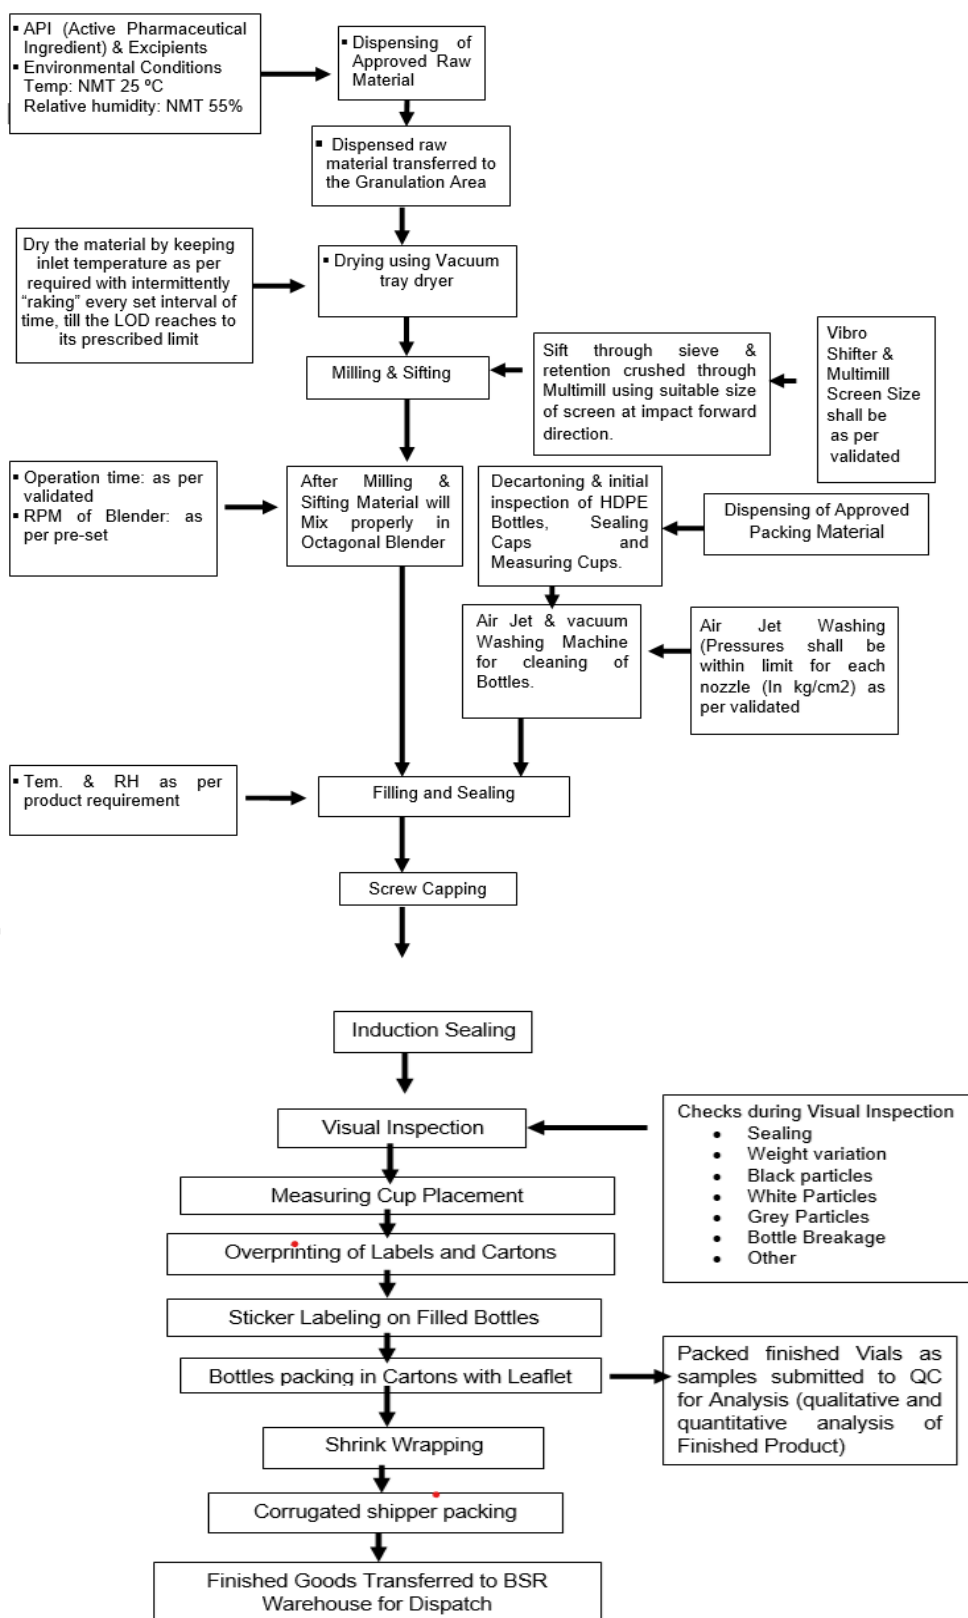 ▪ API (Active Pharmaceutical
Ingredient) & Excipients
▪ Environmental Conditions
Temp: NMT 25 ºC
Relative humidity: NMT 55%
▪ Dispensing of
Approved Raw
Material
▪ Dispensed raw
material transferred to
the Granulation Area
Dry the material by keeping
inlet temperature as per
required with intermittently
“raking” every set interval of
time, till the LOD reaches to
its prescribed limit
▪ Drying using Vacuum
tray dryer
Milling & Sifting
Sift through sieve &
retention crushed through
Multimill using suitable size
of screen at impact forward
direction.
Vibro
Shifter &
Multimill
Screen Size
shall be
as per
validated
▪ Operation time: as per
validated
▪ RPM of Blender: as
per pre-set
After Milling &
Sifting Material will
Mix properly in
Octagonal Blender
Decartoning & initial
inspection of HDPE
Bottles, Sealing
Caps and
Measuring Cups.
Dispensing of Approved
Packing Material
Air Jet & vacuum
Washing Machine
for cleaning of
Bottles.
Air Jet Washing
(Pressures shall be
within limit for each
nozzle (In kg/cm2) as
per validated
▪ Tem. & RH as per
product requirement
Filling and Sealing
Screw Capping
Induction Sealing
Visual Inspection
Checks during Visual Inspection
• Sealing
• Weight variation
• Black particles
• White Particles
• Grey Particles
• Bottle Breakage
• Other
Measuring Cup Placement
Overprinting of Labels and Cartons
Sticker Labeling on Filled Bottles
Bottles packing in Cartons with Leaflet
Packed finished Vials as
samples submitted to QC
for Analysis (qualitative and
quantitative analysis of
Finished Product)
Shrink Wrapping
Corrugated shipper packing
Finished Goods Transferred to BSR
Warehouse for Dispatch